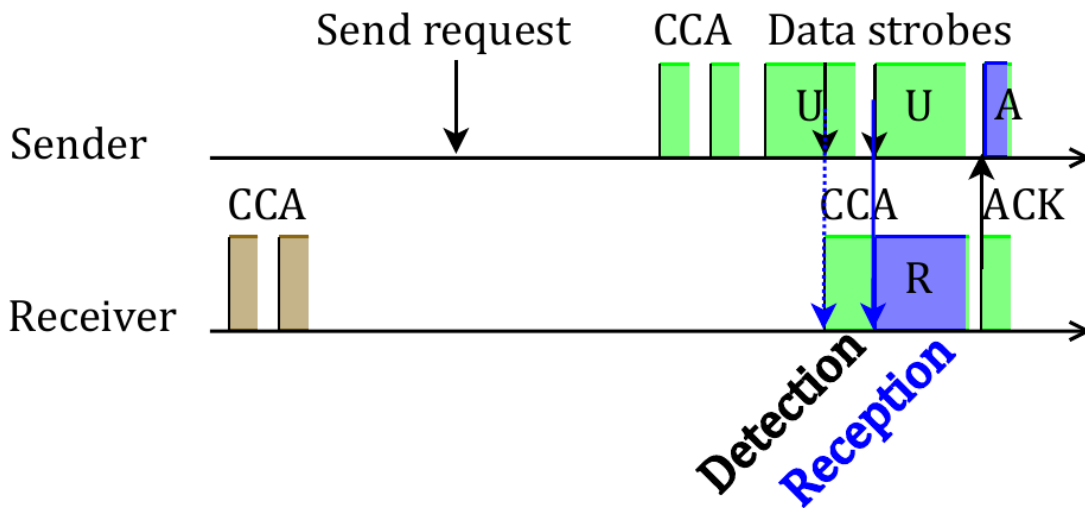 Send request
CCA
Data strobes
U
U
A
Sender
CCA
CCA
ACK
R
Receiver
Detection
Reception